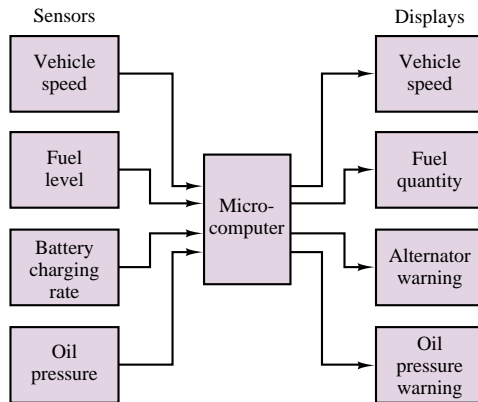 Sensors
Vehicle
speed
Fuel
level
Battery
charging
rate
Oil
pressure
Micro-
computer
Displays
Vehicle
speed
Fuel
quantity
Alternator
warning
Oil
pressure
warning